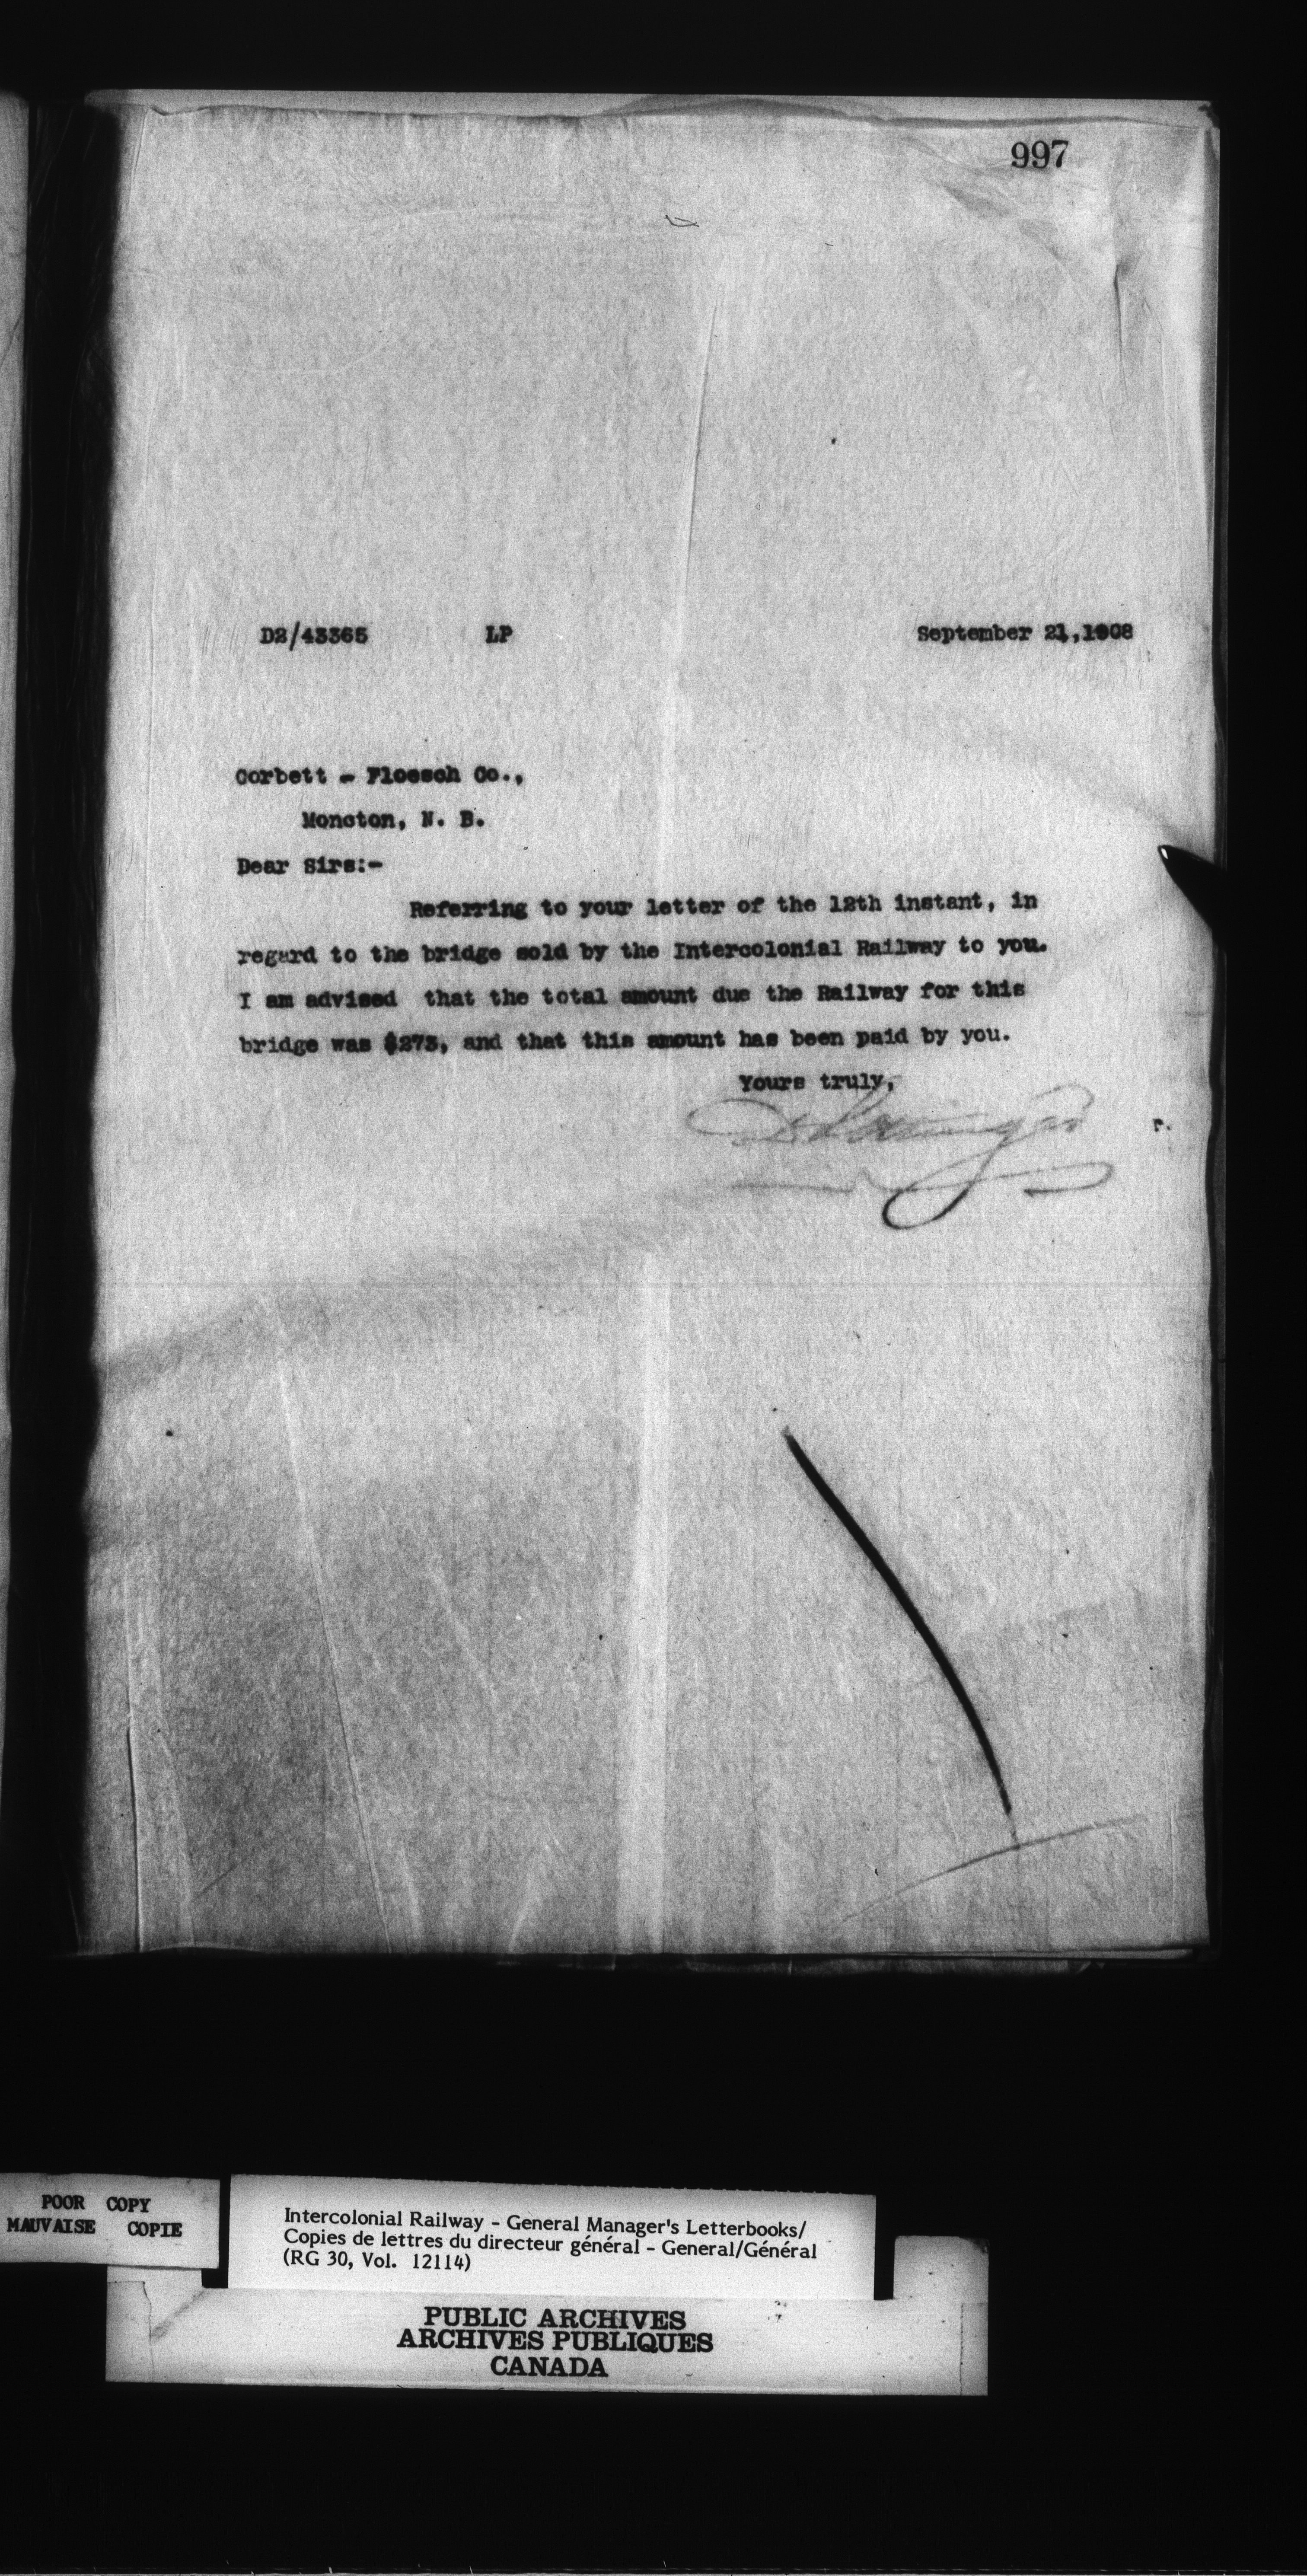 997
D2/43365 LP September 21,1908
Corbett - Floesch Co.,
Moncton, N. B.
Dear Sirs:-
Referring to your letter of the 12th instant, in
regard to the bridge sold by the Intercolonial Railway to you.
I am advised that the total amount due the Railway for this
bridge was $273, and that this amount has been paid by you.
Yours truly,
POOR COPY
MAUVAISE COPIE
Intercolonial Railway - General Manager's Letterbooks/
Copies de lettres du directeur général - General/Général
(RG 30, Vol. 12114)
PUBLIC ARCHIVES
ARCHIVES PUBLIQUES
CANADA